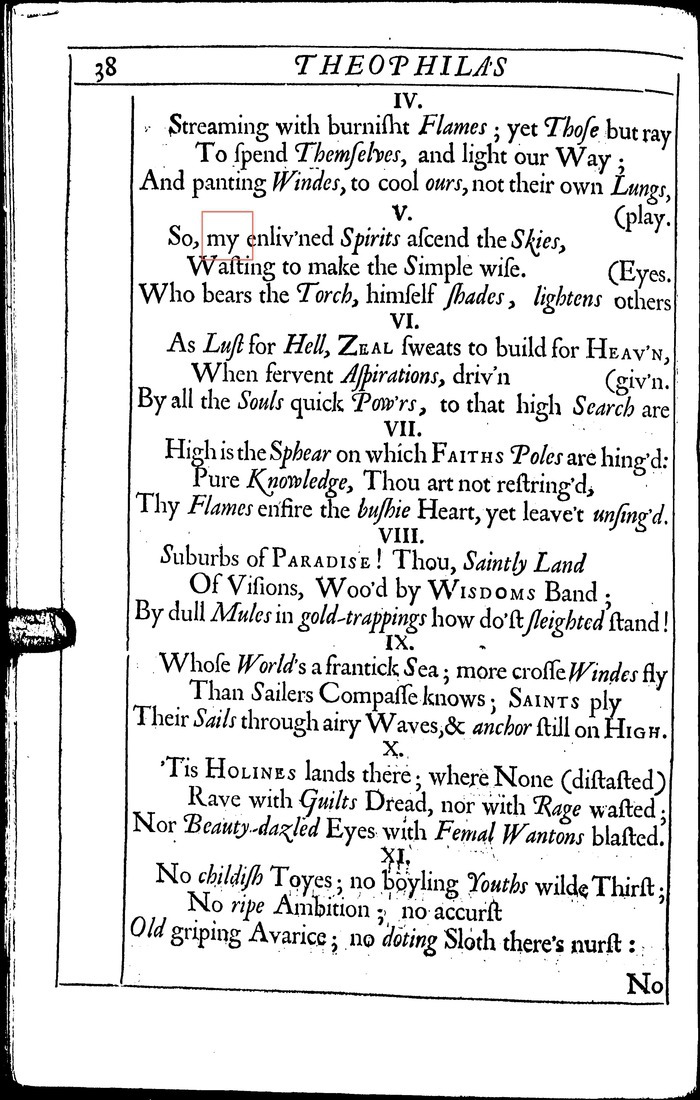 38 THEOPHILA'S
IV.
Streaming with burniſht Flames ; yet Thoſe but ray
To ſpend Themſelves, and light our Way ;
And panting Windes, to cool ours, not their own Lungs,
V. (play.
So, my enliv'ned Spirits aſcend the Skies,
Waſting to make the Simple wiſe. (Eyes.
Who bears the Torch, himſelf ſhades, lightens others
VI.
As Luſt for Hell, ZEAL ſweats to build for HEAV'N,
When fervent Aſpirations, driv'n (giv'n.
By all the Souls quick Pow'rs, to that high Search are
VII.
High is the Sphear on which FAITHS Poles are hing'd:
Pure Knowledge, Thou art not reſtring'd,
Thy Flames enfire the buſhie Heart, yet leave't unſing'd.
VIII.
Suburbs of PARADISE ! Thou, Saintly Land
Of Viſions, Woo'd by WISDOMS Band ;
By dull Mules in gold-trappings how do'ſt ſleighted ſtand !
IX.
Whoſe World's a frantick Sea ; more croſſe Windes fly
Than Sailers Compaſſe knows ; SAINTS ply
Their Sails through airy Waves, & anchor ſtill on HIGH.
X.
'Tis HOLINES lands there ; where None (diſtaſted)
Rave with Guilts Dread, nor with Rage waſted ;
Nor Beauty-dazled Eyes with Femal Wantons blaſted.
XI.
No childiſh Toyes ; no boyling Youths wilde Thirſt ;
No ripe Ambition ; no accurſt
Old griping Avarice ; no doting Sloth there's nurſt :
No